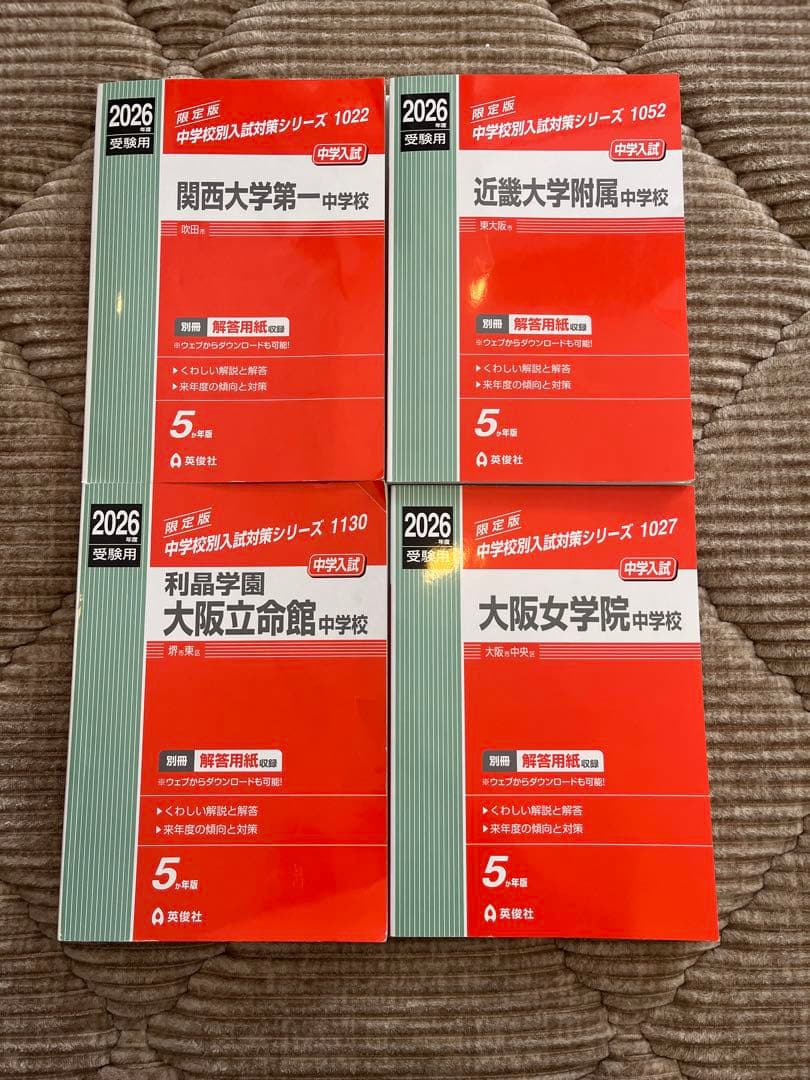 2026
年度
受験用
限定版
中学校別入試対策シリーズ 1022
中学入試
関西大学第一中学校
吹田市
別冊 解答用紙収録
※ウェブからダウンロードも可能!
▶くわしい解説と解答
▶来年度の傾向と対策
5か年版
英俊社
2026
年度
受験用
限定版
中学校別入試対策シリーズ 1052
中学入試
近畿大学附属中学校
東大阪市
別冊 解答用紙収録
※ウェブからダウンロードも可能!
▶くわしい解説と解答
▶来年度の傾向と対策
5か年版
英俊社
2026
年度
受験用
限定版
中学校別入試対策シリーズ 1130
中学入試
利晶学園
大阪立命館中学校
堺市東区
別冊 解答用紙収録
※ウェブからダウンロードも可能!
▶くわしい解説と解答
▶来年度の傾向と対策
5か年版
英俊社
2026
年度
受験用
限定版
中学校別入試対策シリーズ 1027
中学入試
大阪女学院中学校
大阪市中央区
別冊 解答用紙収録
※ウェブからダウンロードも可能!
▶くわしい解説と解答
▶来年度の傾向と対策
5か年版
英俊社